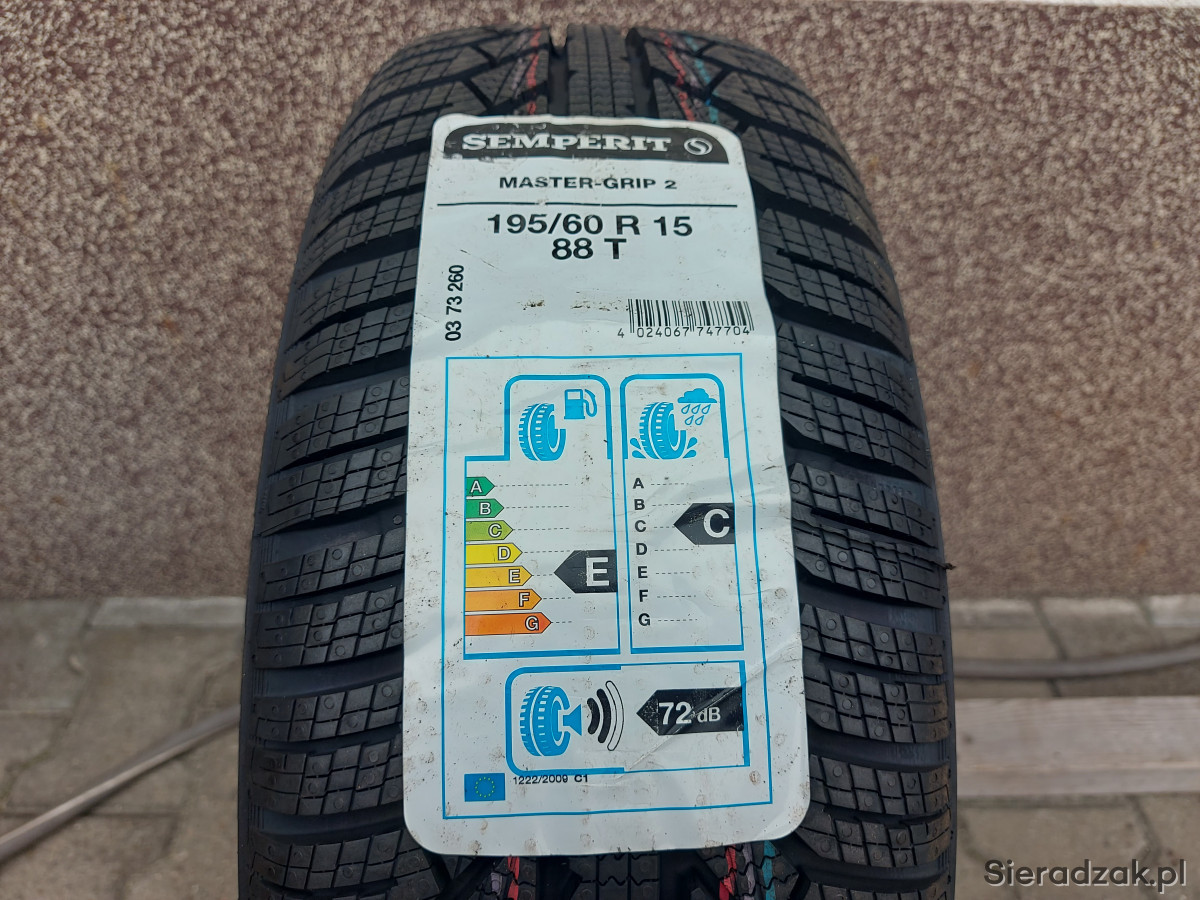 SEMPERIT
MASTER-GRIP 2
195/60 R 15
88 T
03 73 260
4 024067 747704
A
B
C
D
E
F
G
E
A
B
C
D
E
F
G
C
72 dB
1222/2009 C1
Sieradzak.pl